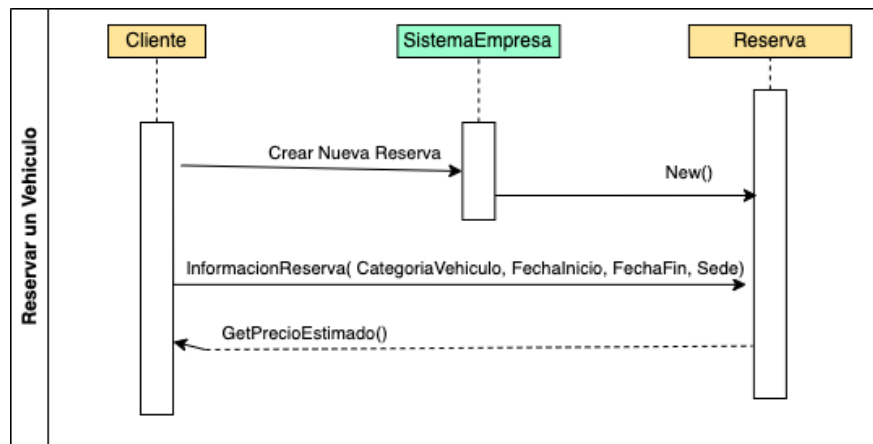 Reservar un Vehiculo
Cliente
SistemaEmpresa
Reserva
Crear Nueva Reserva
New()
InformacionReserva( CategoriaVehiculo, FechaInicio, FechaFin, Sede)
GetPrecioEstimado()